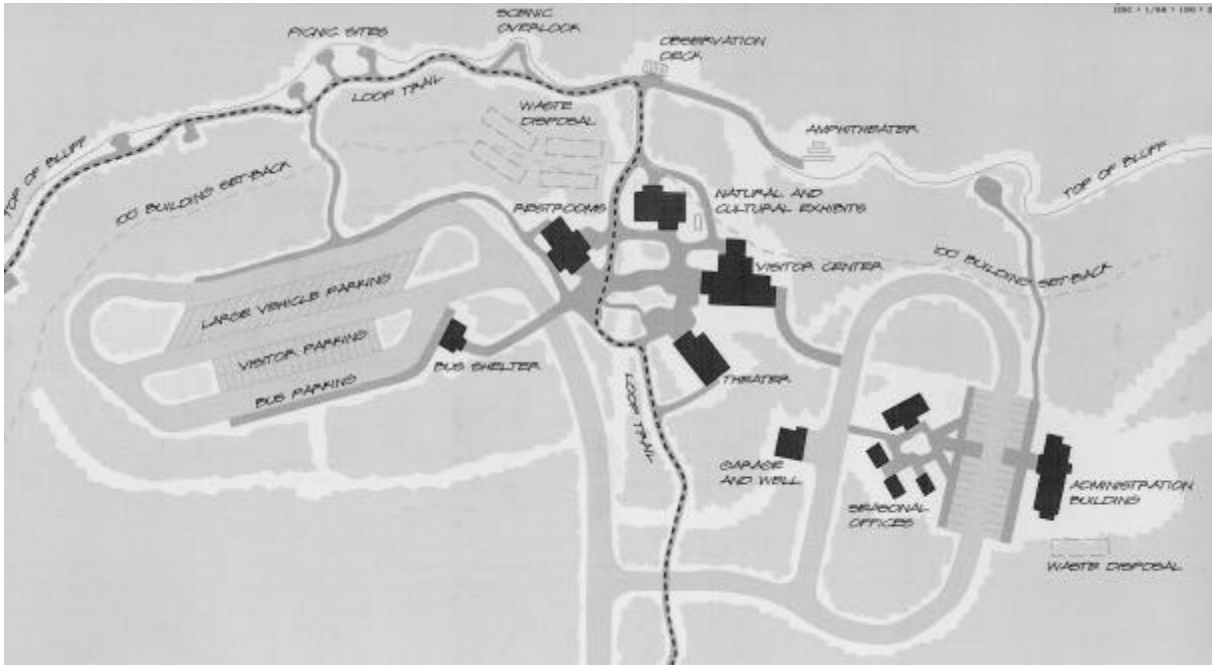 SCENIC
OVERLOOK
PICNIC SITES
OBSERVATION
DECK
LOOP TRAIL
WASTE
DISPOSAL
AMPHITHEATER
TOP OF BLUFF
TOP OF BLUFF
100' BUILDING SET-BACK
RESTROOMS
NATURAL AND
CULTURAL EXHIBITS
VISITOR CENTER
100' BUILDING SET-BACK
LARGE VEHICLE PARKING
VISITOR PARKING
BUS PARKING
BUS SHELTER
THEATER
LOOP TRAIL
GARAGE
AND WELL
SEASONAL
OFFICES
ADMINISTRATION
BUILDING
WASTE DISPOSAL